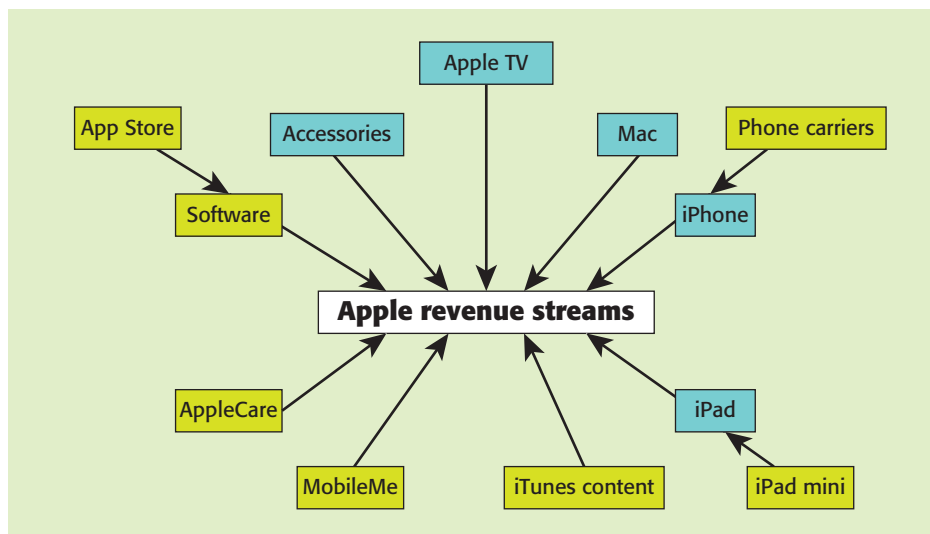 Apple TV
App Store
Accessories
Mac
Phone carriers
Software
iPhone
Apple revenue streams
AppleCare
iPad
MobileMe
iTunes content
iPad mini